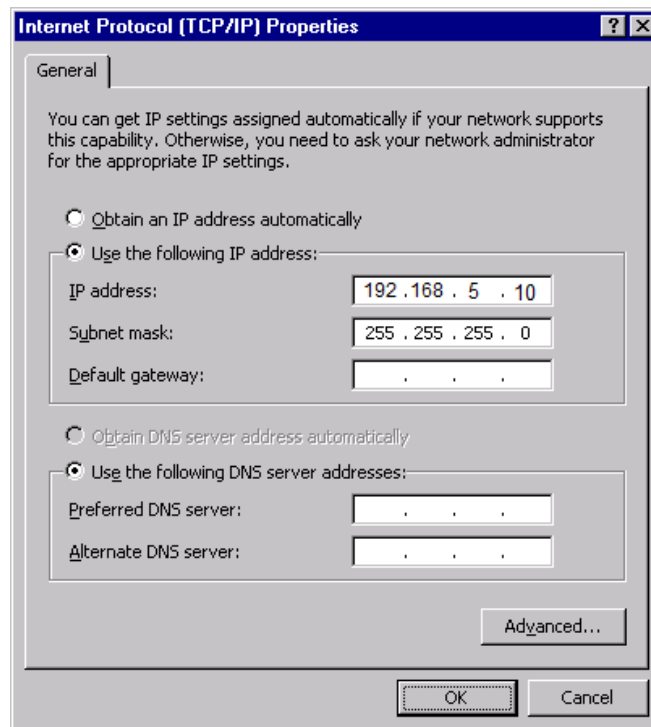 Internet Protocol (TCP/IP) Properties
General
You can get IP settings assigned automatically if your network supports
this capability. Otherwise, you need to ask your network administrator
for the appropriate IP settings.
Obtain an IP address automatically
Use the following IP address:
IP address: 192 . 168 . 5 . 10
Subnet mask: 255 . 255 . 255 . 0
Default gateway: . . .
Obtain DNS server address automatically
Use the following DNS server addresses:
Preferred DNS server: . . .
Alternate DNS server: . . .
Advanced...
OK Cancel